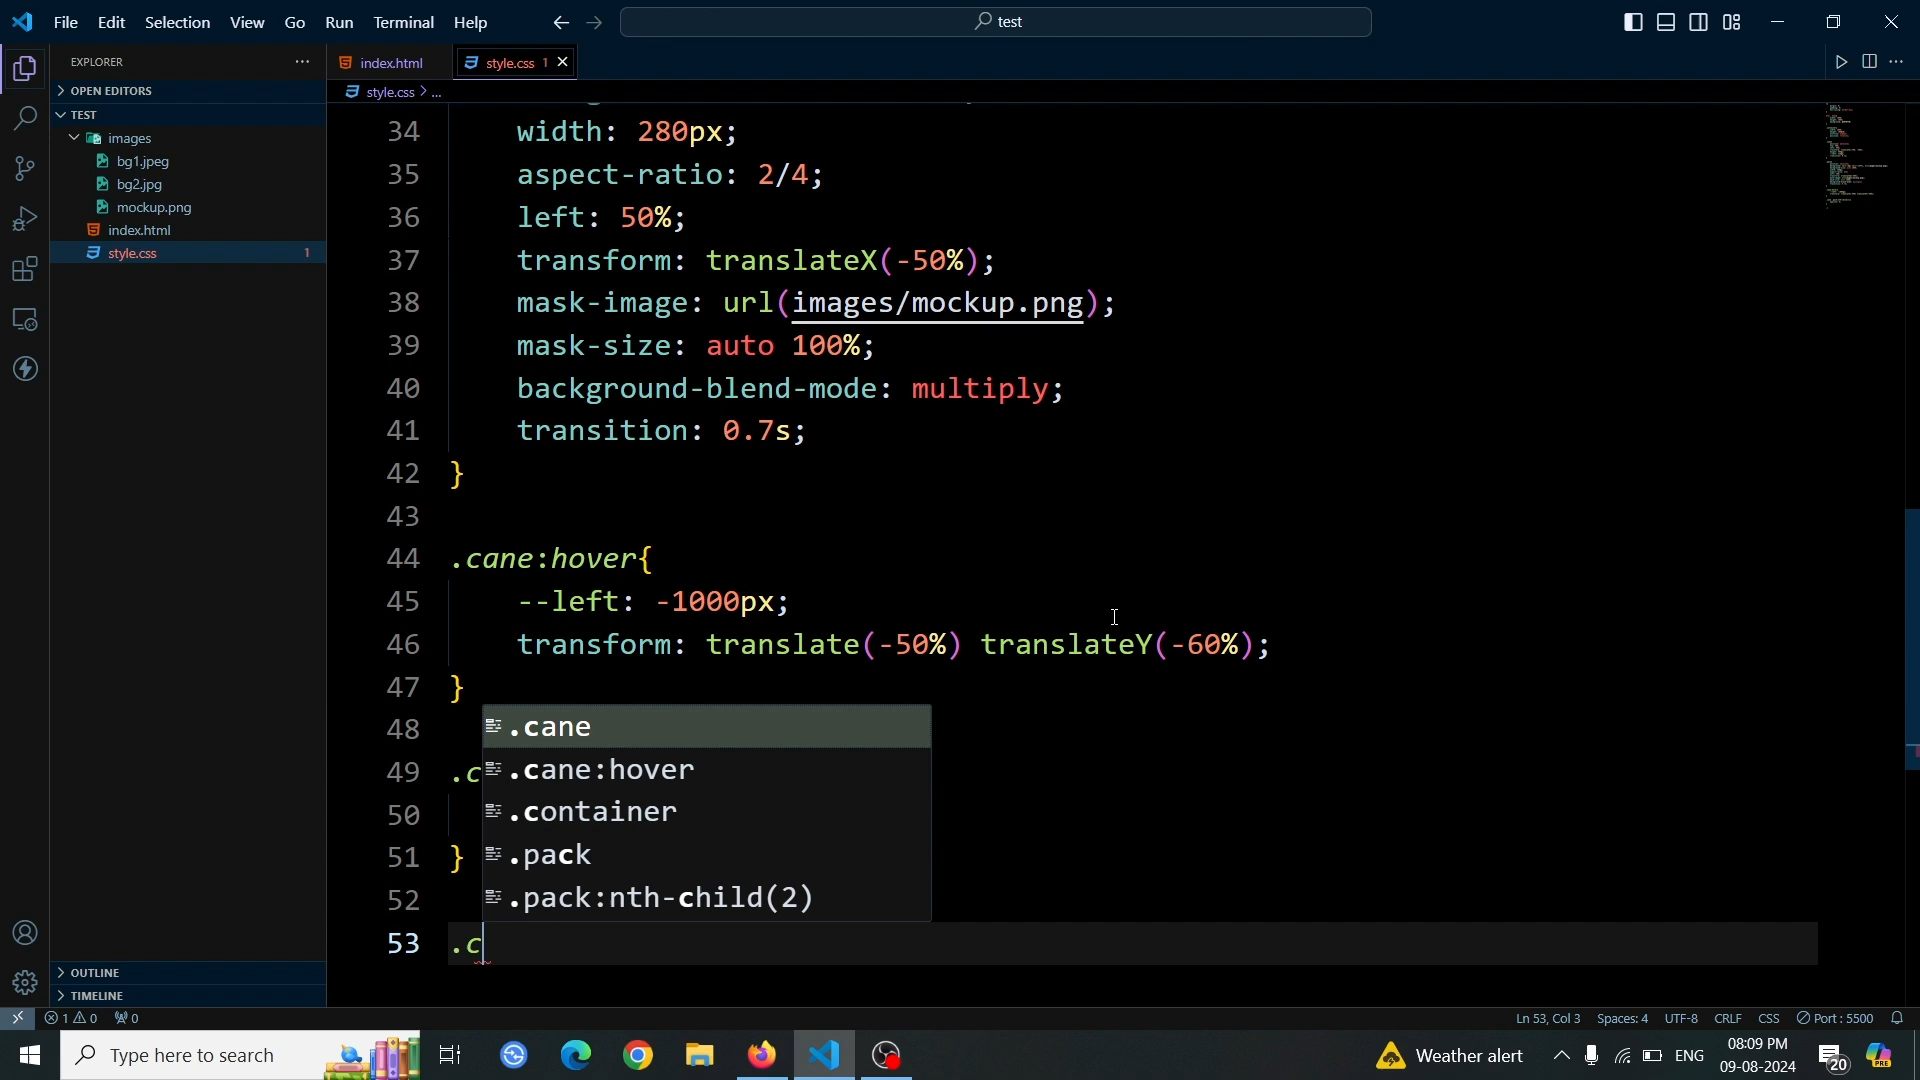 File Edit Selection View Go Run Terminal Help
test
EXPLORER
index.html
style.css 1
OPEN EDITORS
style.css > ...
TEST
images
bg1.jpeg
bg2.jpg
mockup.png
index.html
style.css 1
34 width: 280px;
35 aspect-ratio: 2/4;
36 left: 50%;
37 transform: translateX(-50%);
38 mask-image: url(images/mockup.png);
39 mask-size: auto 100%;
40 background-blend-mode: multiply;
41 transition: 0.7s;
42 }
43
44 .cane:hover{
45 --left: -1000px;
46 transform: translate(-50%) translateY(-60%);
47 }
48 .cane
49 .c .cane:hover
50 .container
51 } .pack
52 .pack:nth-child(2)
53 .c
OUTLINE
TIMELINE
1 0 0
Ln 53, Col 3 Spaces: 4 UTF-8 CRLF CSS Port : 5500
Type here to search
Weather alert
ENG
08:09 PM
09-08-2024
20
PRE